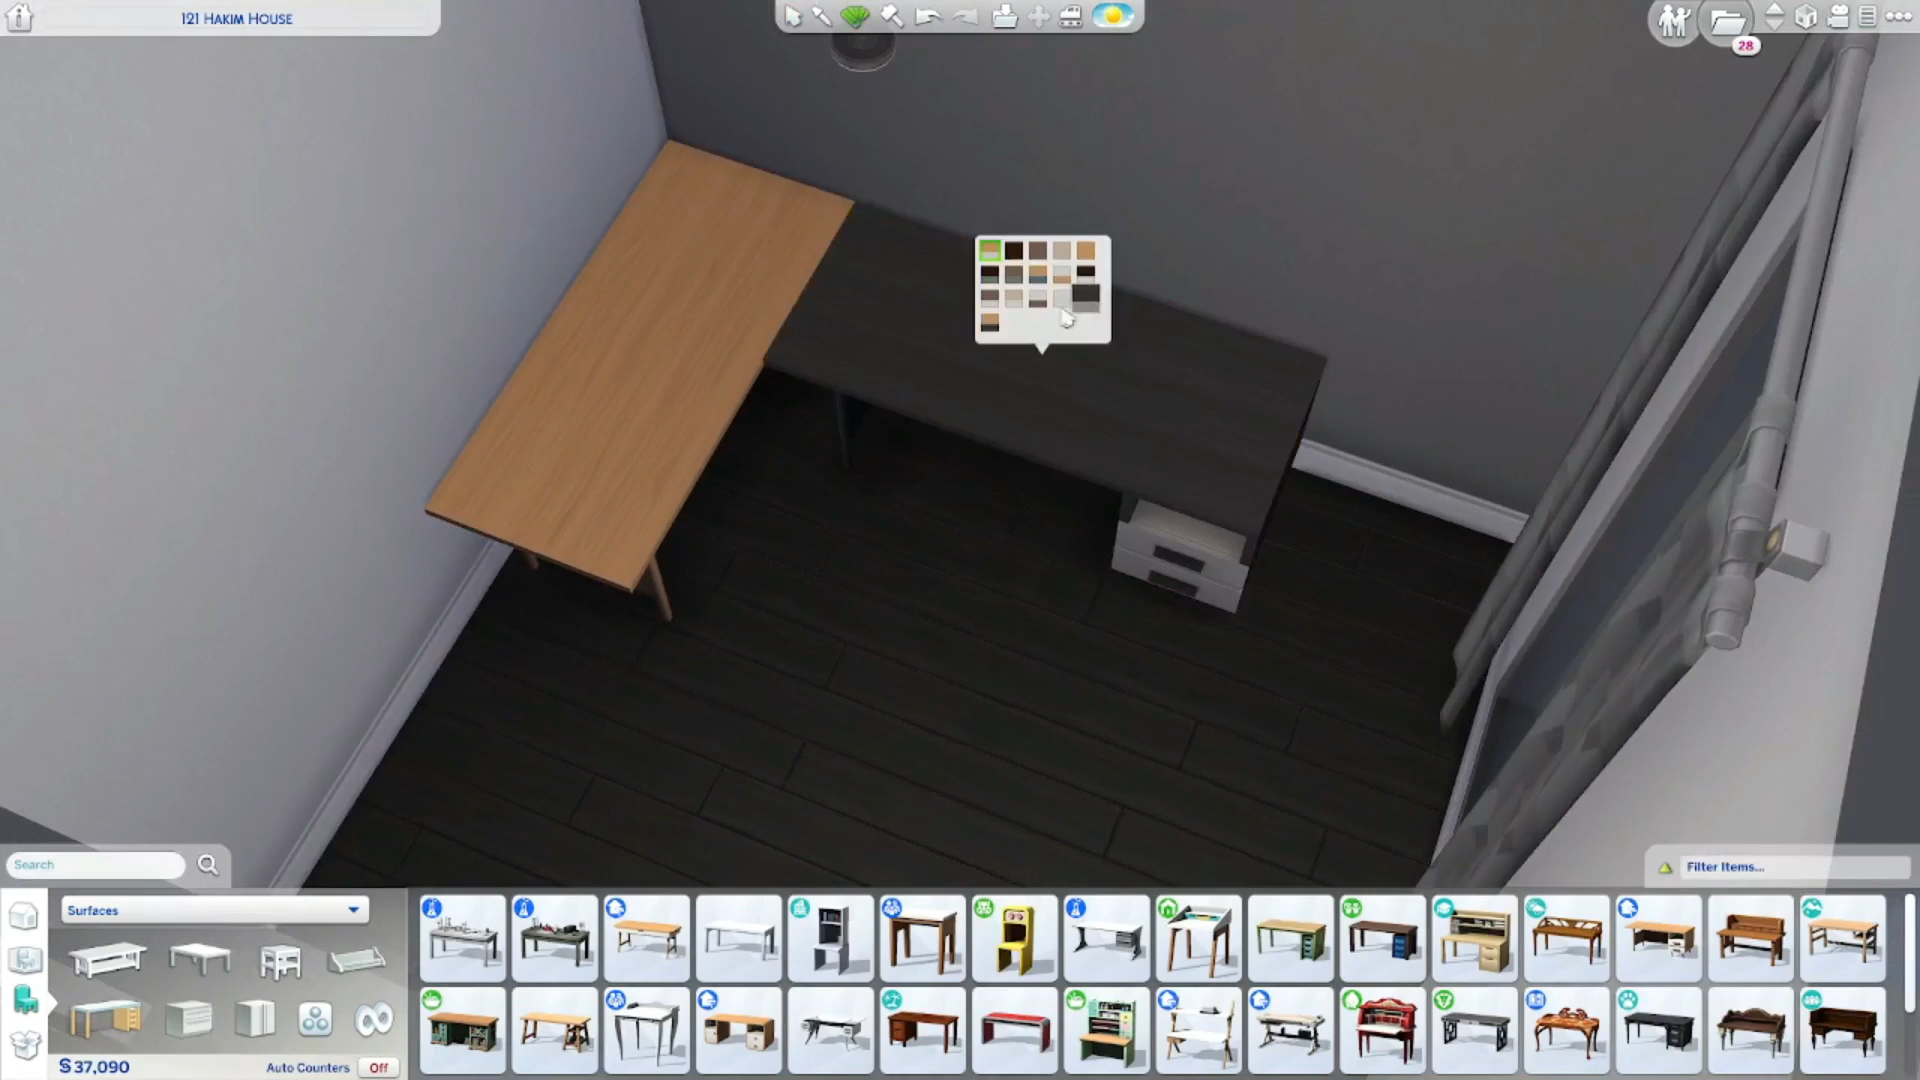 121 Hakim House
28
Search
Filter Items...
Surfaces
§37,090
Auto Counters Off